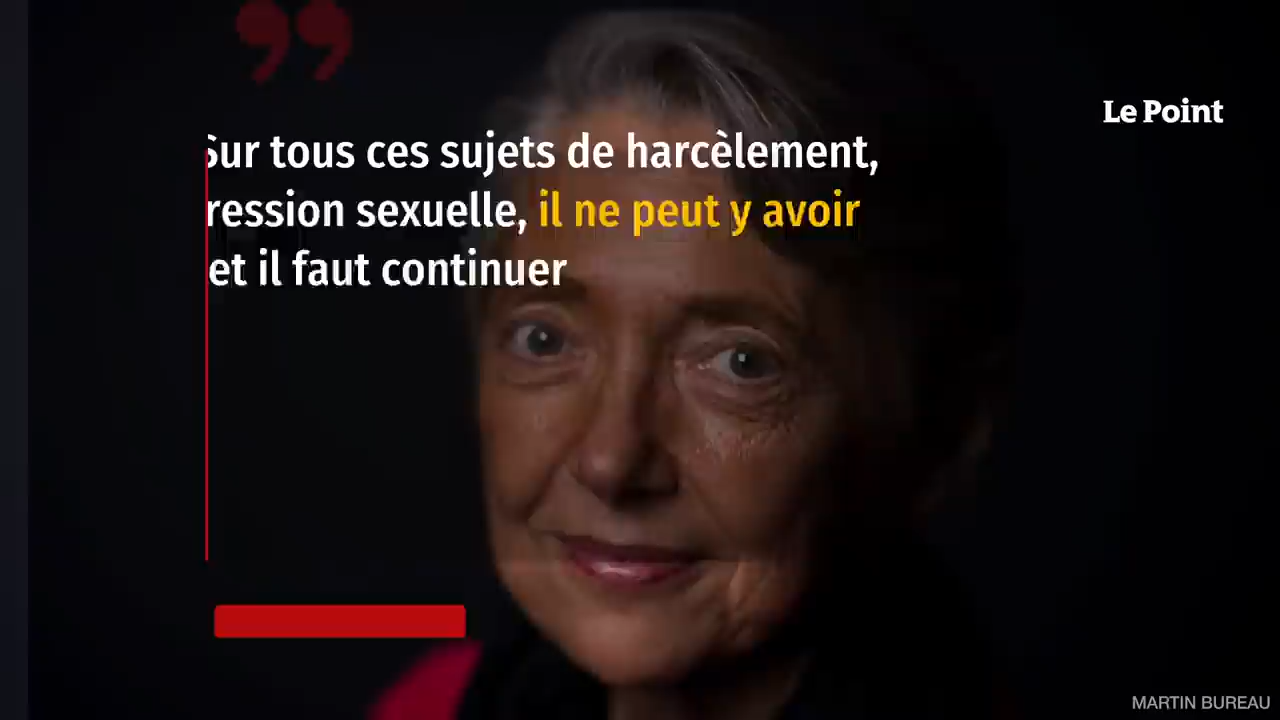 Le Point
Sur tous ces sujets de harcèlement,
ression sexuelle, il ne peut y avoir
et il faut continuer
MARTIN BUREAU